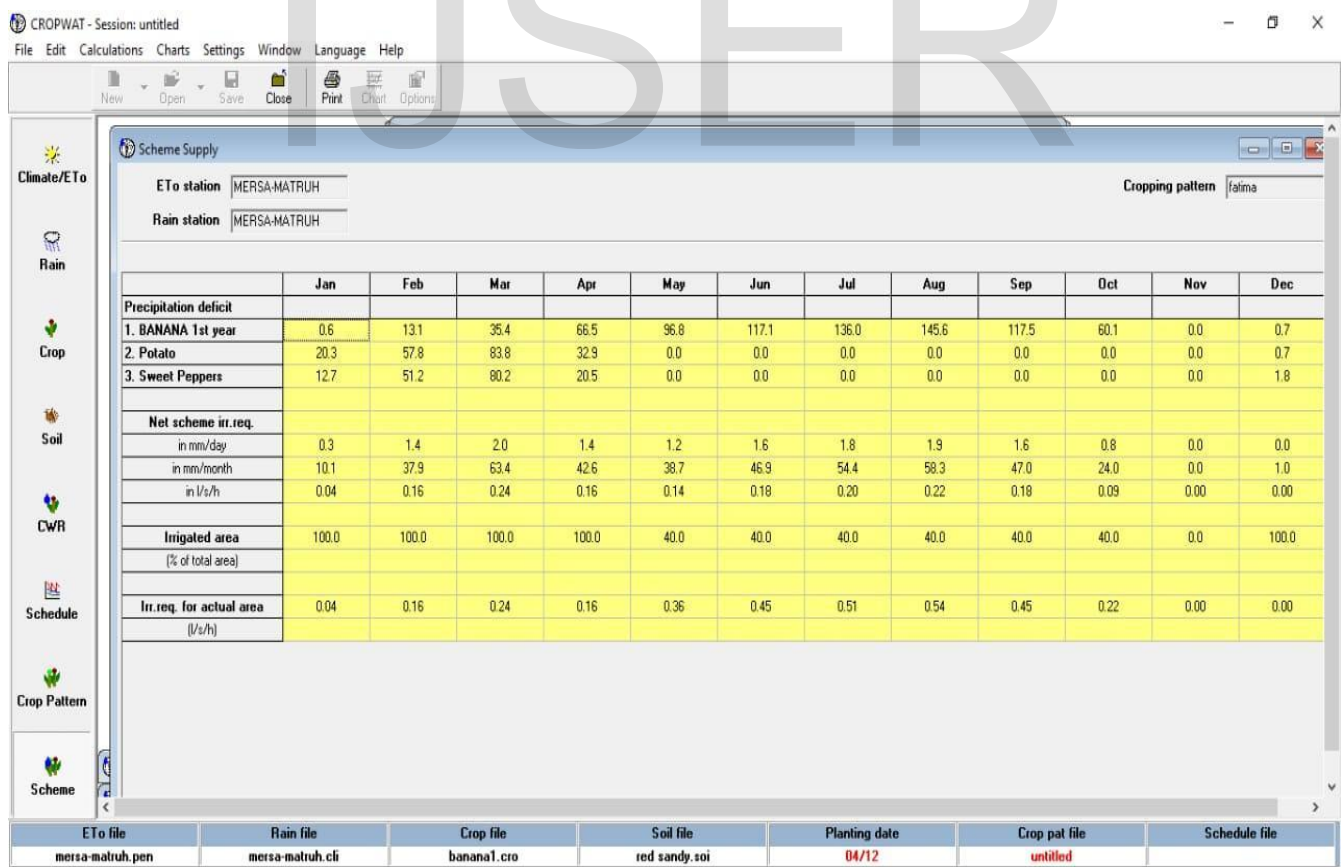 IJSER
CROPWAT - Session: untitled
File Edit Calculations Charts Settings Window Language Help
New Open Save Close Print Chart Options
Climate/ETo
Rain
Crop
Soil
CWR
Schedule
Crop Pattern
Scheme
Scheme Supply
ETo station MERSA-MATRUH Cropping pattern fatima
Rain station MERSA-MATRUH
Jan Feb Mar Apr May Jun Jul Aug Sep Oct Nov Dec
Precipitation deficit
1. BANANA 1st year 0.6 13.1 35.4 66.5 96.8 117.1 136.0 145.6 117.5 60.1 0.0 0.7
2. Potato 20.3 57.8 83.8 32.9 0.0 0.0 0.0 0.0 0.0 0.0 0.0 0.7
3. Sweet Peppers 12.7 51.2 80.2 20.5 0.0 0.0 0.0 0.0 0.0 0.0 0.0 1.8
Net scheme irr.req.
in mm/day 0.3 1.4 2.0 1.4 1.2 1.6 1.8 1.9 1.6 0.8 0.0 0.0
in mm/month 10.1 37.9 63.4 42.6 38.7 46.9 54.4 58.3 47.0 24.0 0.0 1.0
in l/s/h 0.04 0.16 0.24 0.16 0.14 0.18 0.20 0.22 0.18 0.09 0.00 0.00
Irrigated area 100.0 100.0 100.0 100.0 40.0 40.0 40.0 40.0 40.0 40.0 0.0 100.0
(% of total area)
Irr.req. for actual area 0.04 0.16 0.24 0.16 0.36 0.45 0.51 0.54 0.45 0.22 0.00 0.00
(l/s/h)
ETo file Rain file Crop file Soil file Planting date Crop pat file Schedule file
mersa-matruh.pen mersa-matruh.cli banana1.cro red sandy.soi 04/12 untitled